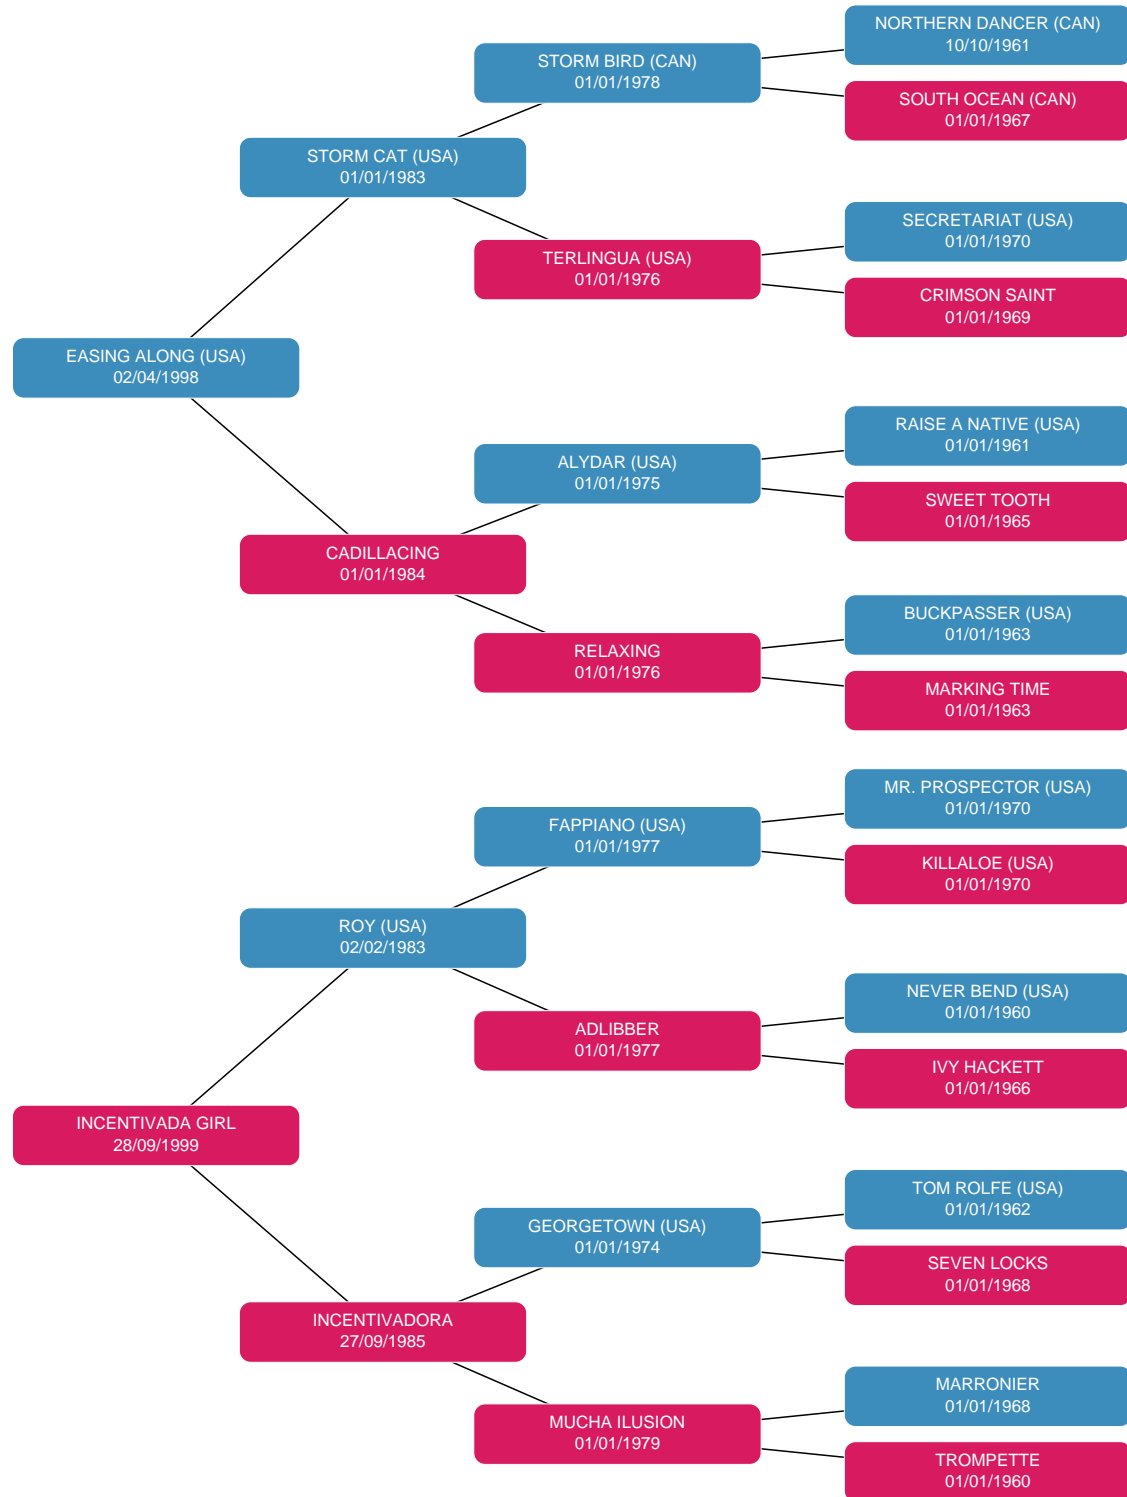 NORTHERN DANCER (CAN)
10/10/1961
STORM BIRD (CAN)
01/01/1978
SOUTH OCEAN (CAN)
01/01/1967
STORM CAT (USA)
01/01/1983
SECRETARIAT (USA)
01/01/1970
TERLINGUA (USA)
01/01/1976
CRIMSON SAINT
01/01/1969
EASING ALONG (USA)
02/04/1998
RAISE A NATIVE (USA)
01/01/1961
ALYDAR (USA)
01/01/1975
SWEET TOOTH
01/01/1965
CADILLACING
01/01/1984
BUCKPASSER (USA)
01/01/1963
RELAXING
01/01/1976
MARKING TIME
01/01/1963
MR. PROSPECTOR (USA)
01/01/1970
FAPPIANO (USA)
01/01/1977
KILLALOE (USA)
01/01/1970
ROY (USA)
02/02/1983
NEVER BEND (USA)
01/01/1960
ADLIBBER
01/01/1977
IVY HACKETT
01/01/1966
INCENTIVADA GIRL
28/09/1999
TOM ROLFE (USA)
01/01/1962
GEORGETOWN (USA)
01/01/1974
SEVEN LOCKS
01/01/1968
INCENTIVADORA
27/09/1985
MARRONIER
01/01/1968
MUCHA ILUSION
01/01/1979
TROMPETTE
01/01/1960